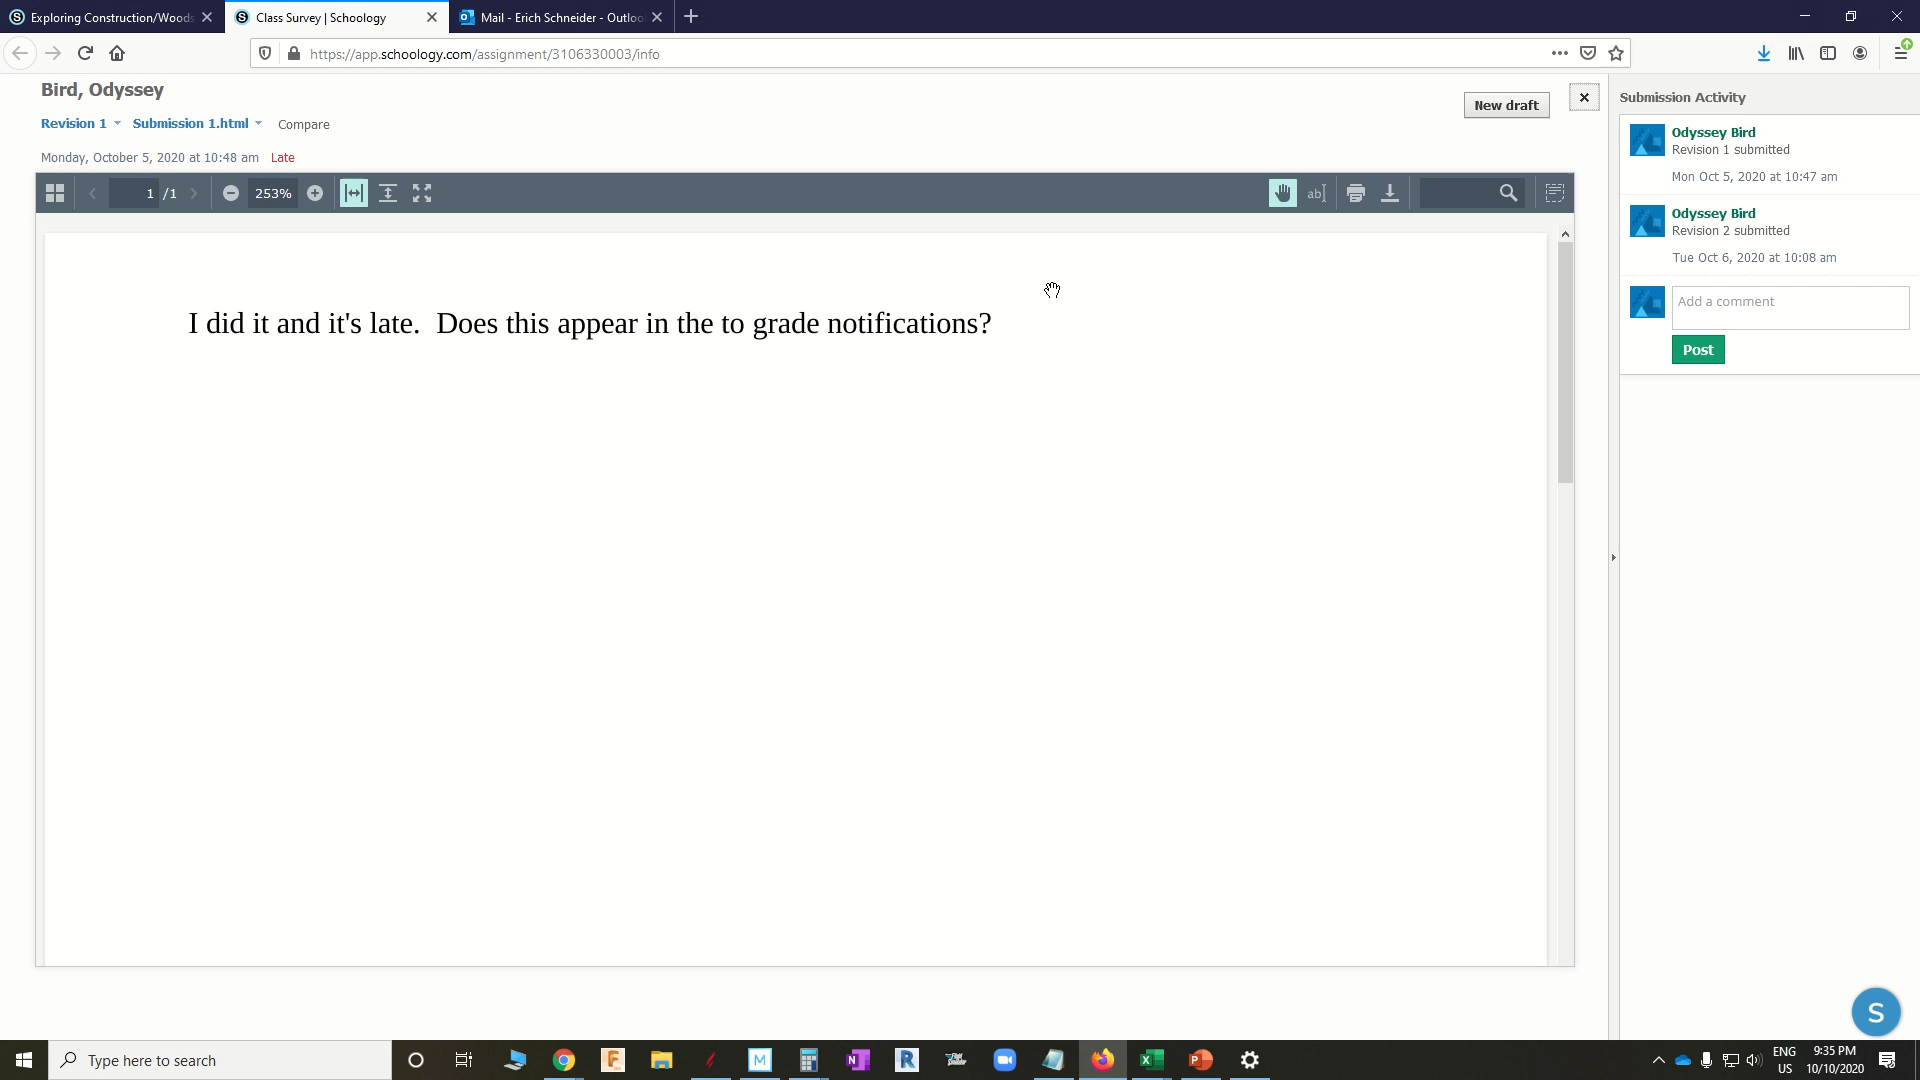 Exploring Construction/Woods
Class Survey | Schoology
Mail - Erich Schneider - Outloo
https://app.schoology.com/assignment/3106330003/info
Bird, Odyssey
New draft
Submission Activity
Revision 1
Submission 1.html
Compare
Monday, October 5, 2020 at 10:48 am
Late
1 /1
253%
ab
Odyssey Bird
Revision 1 submitted
Mon Oct 5, 2020 at 10:47 am
Odyssey Bird
Revision 2 submitted
Tue Oct 6, 2020 at 10:08 am
Add a comment
Post
I did it and it's late.  Does this appear in the to grade notifications?
S
Type here to search
ENG
US
9:35 PM
10/10/2020